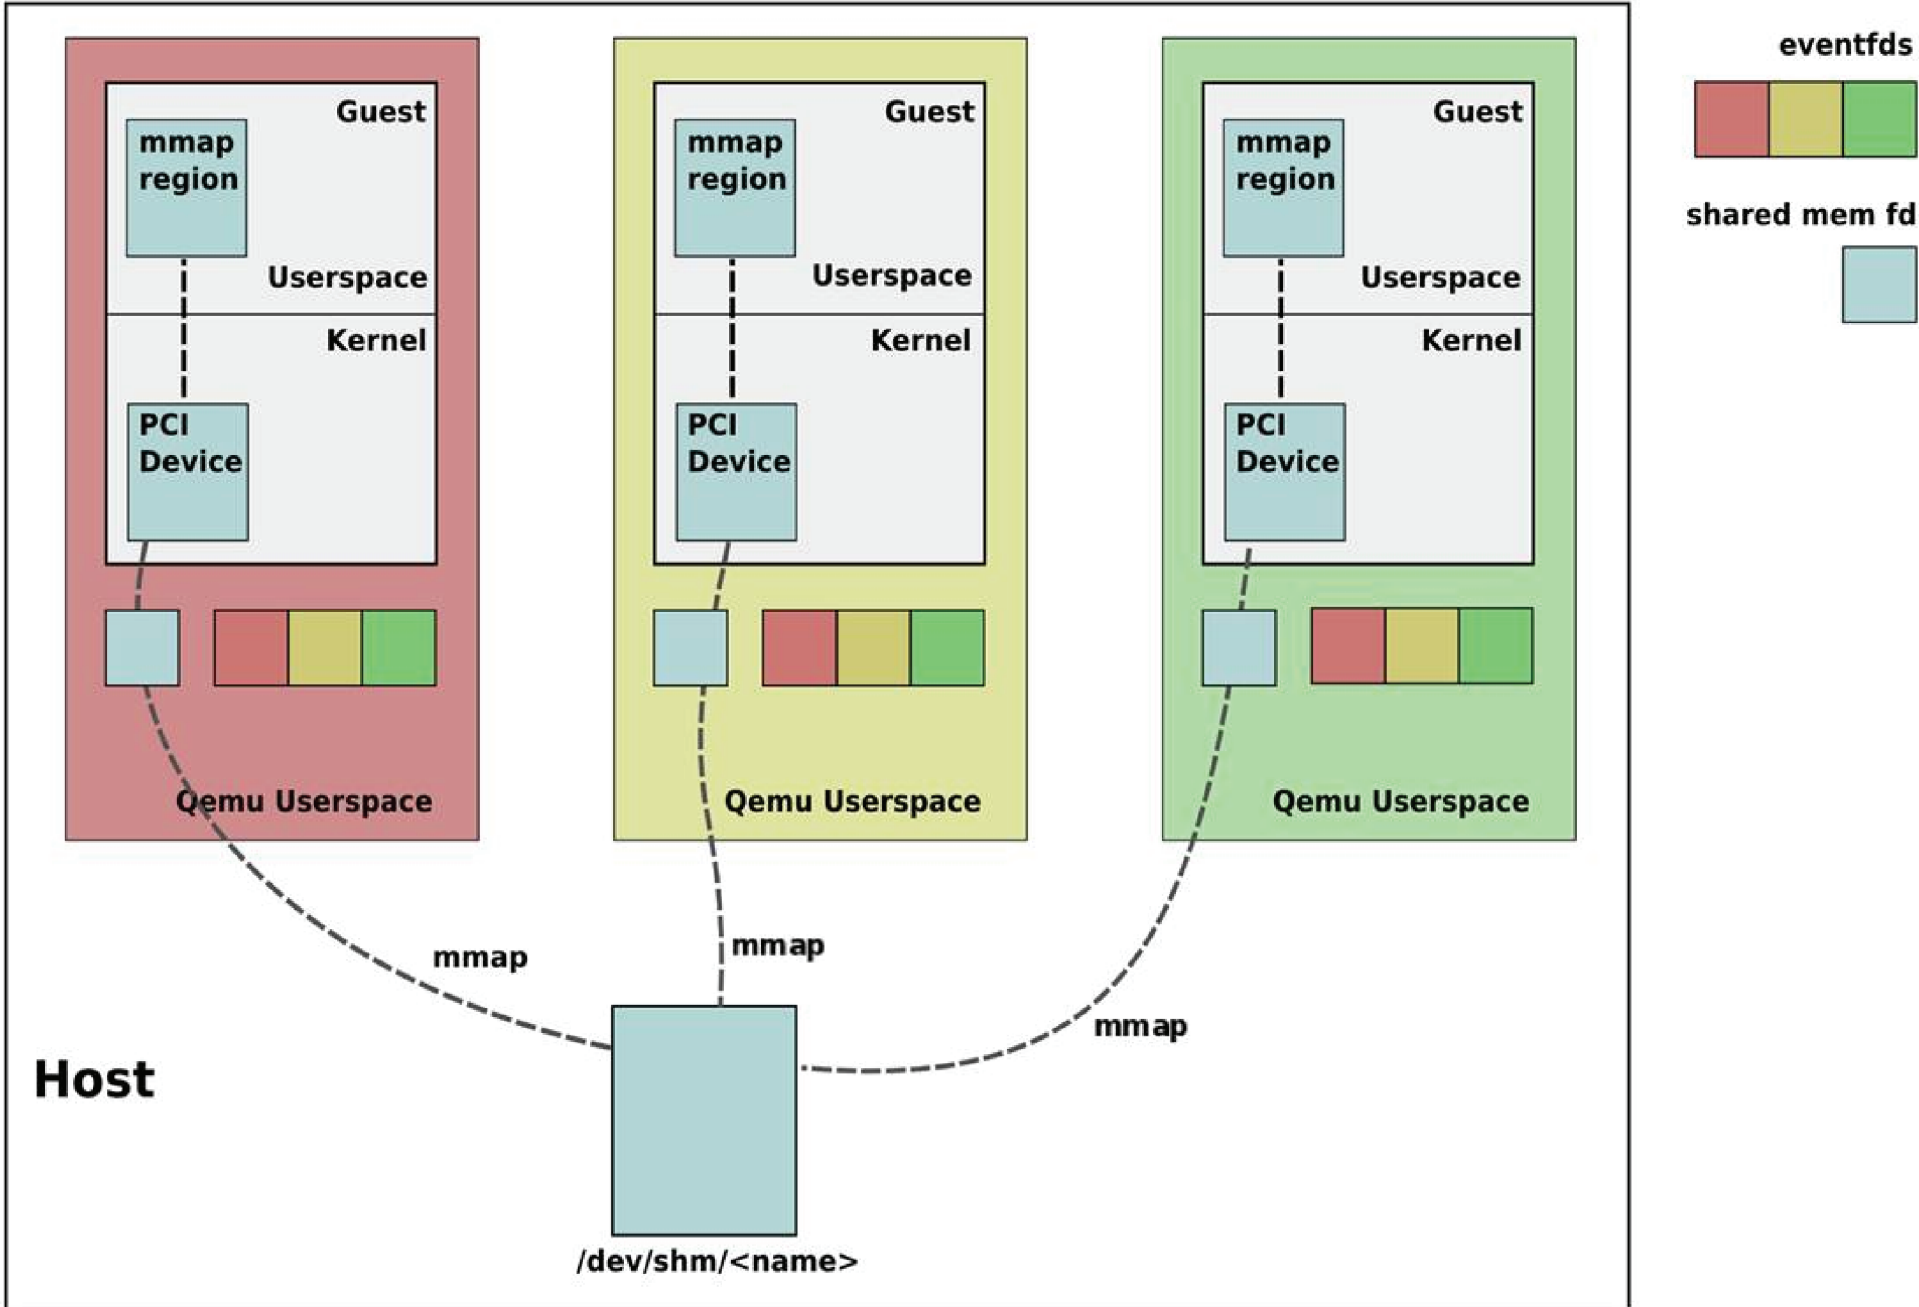 eventfds
shared mem fd
Guest
mmap
region
Userspace
Kernel
PCI
Device
Qemu Userspace
Guest
mmap
region
Userspace
Kernel
PCI
Device
Qemu Userspace
Guest
mmap
region
Userspace
Kernel
PCI
Device
Qemu Userspace
mmap
mmap
mmap
Host
/dev/shm/<name>